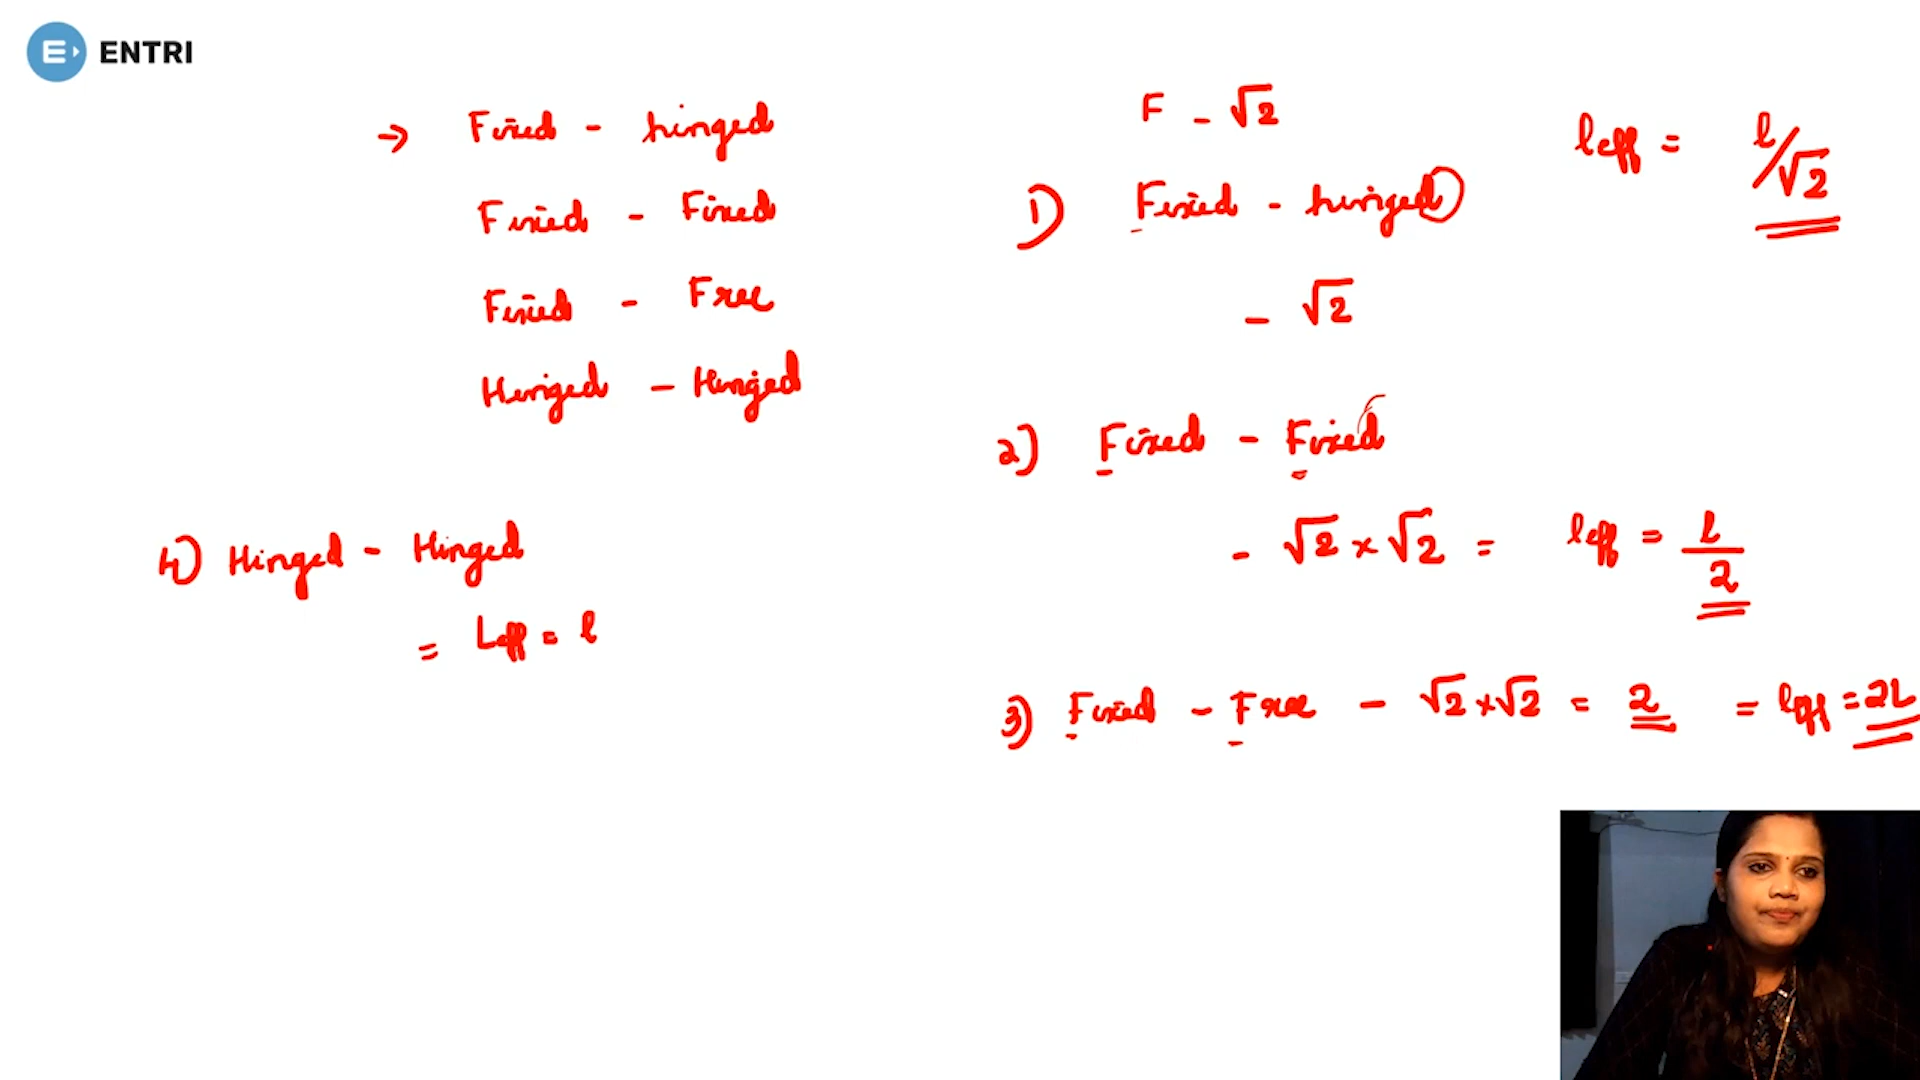 ENTRI
→ Fixed - hinged
Fixed - Fixed
Fixed - Free
Hinged - Hinged
4) Hinged - Hinged
= Leff = l
F - √2
1) Fixed - hinged
leff = l/√2
- √2
2) Fixed - Fixed
- √2 × √2 = leff = l/2
3) Fixed - Free - √2 × √2 = 2 = leff = 2L